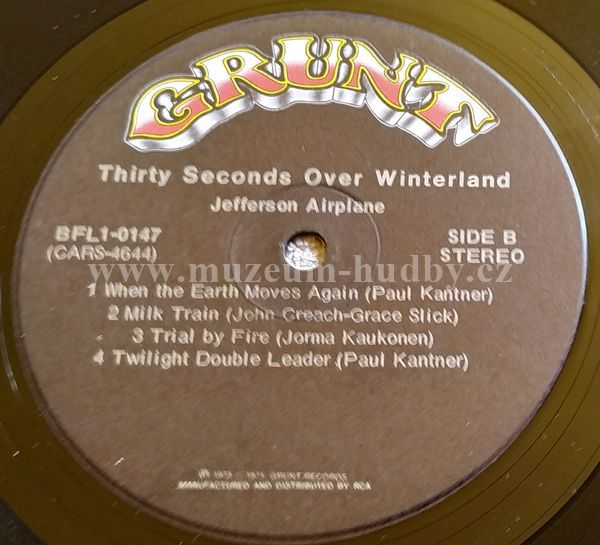 GRUNT
Thirty Seconds Over Winterland
Jefferson Airplane
BFL1-0147
(CARS-4644)
SIDE B
STEREO
www.muzeum-hudby.cz
1 When the Earth Moves Again (Paul Kantner)
2 Milk Train (John Creach-Grace Slick)
3 Trial by Fire (Jorma Kaukonen)
4 Twilight Double Leader (Paul Kantner)
GRUNT RECORDS
MANUFACTURED AND DISTRIBUTED BY RCA